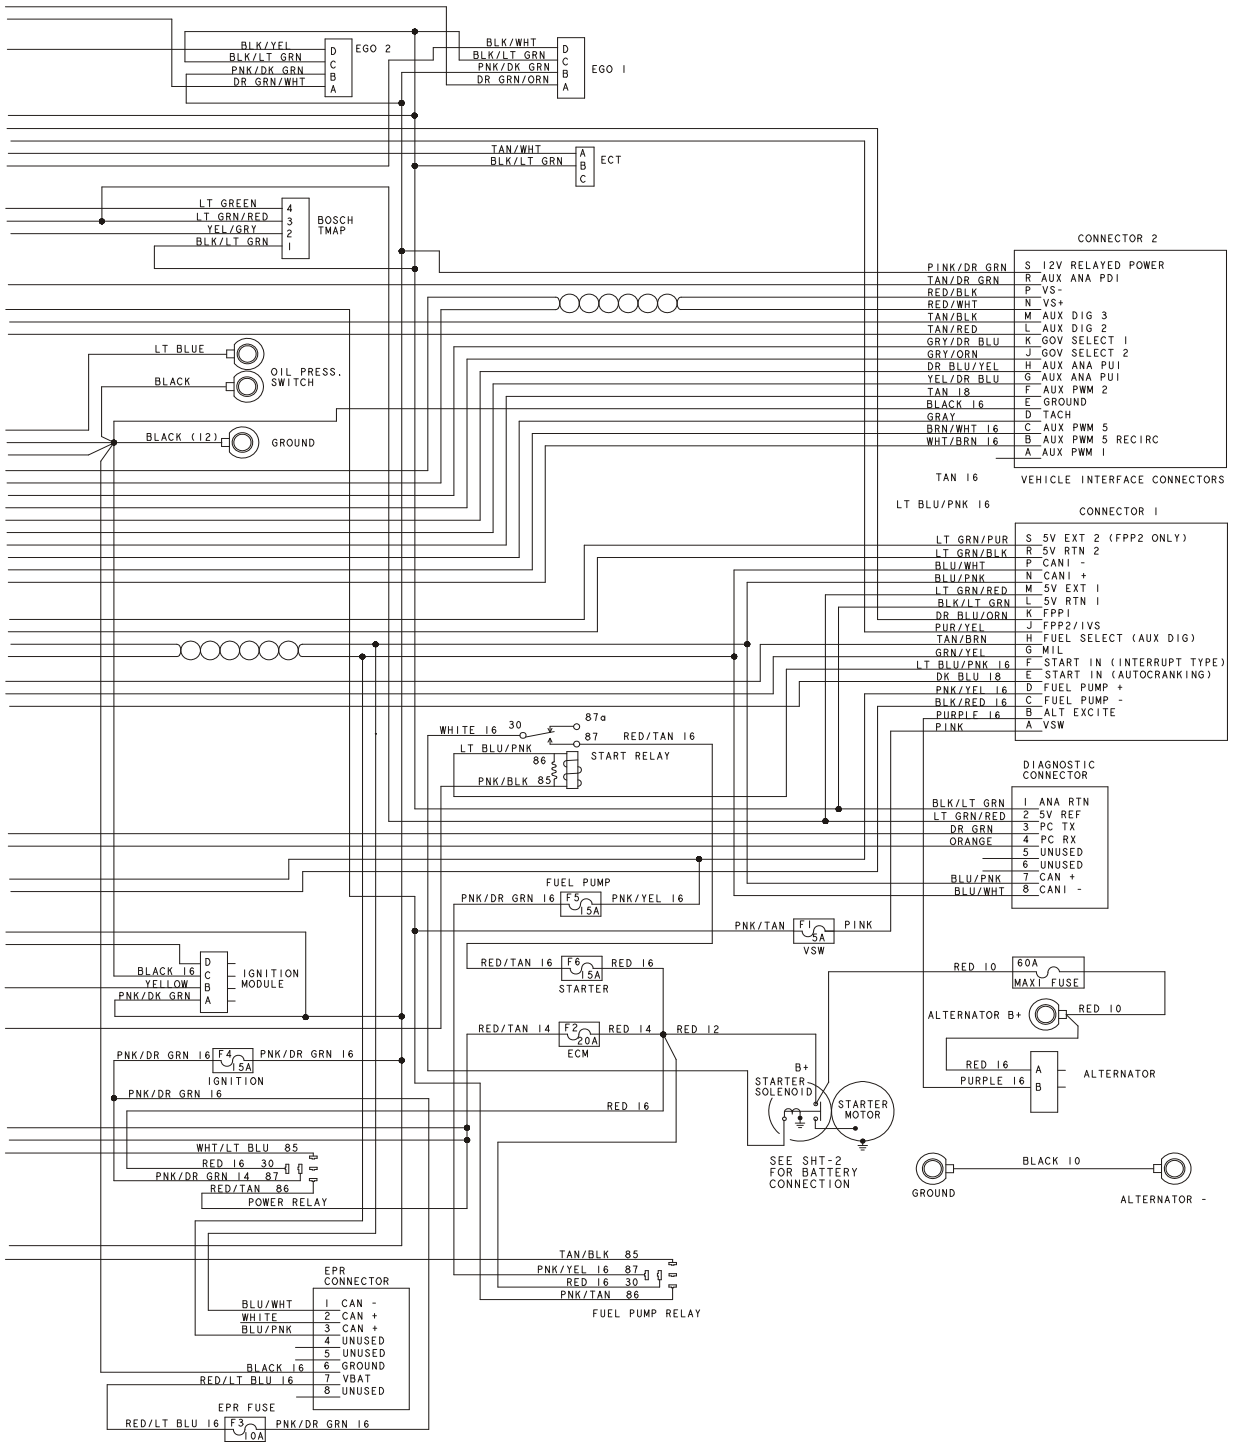 BLK/YEL D EGO 2
BLK/LT GRN C
PNK/DK GRN B
DR GRN/WHT A
BLK/WHT D
BLK/LT GRN C
PNK/DK GRN B EGO 1
DR GRN/ORN A
TAN/WHT A
BLK/LT GRN B ECT
C
LT GREEN 4
LT GRN/RED 3 BOSCH
YEL/GRY 2 TMAP
BLK/LT GRN 1
CONNECTOR 2
PINK/DR GRN S 12V RELAYED POWER
TAN/DR GRN R AUX ANA PD1
RED/BLK P VS-
RED/WHT N VS+
TAN/BLK M AUX DIG 3
TAN/RED L AUX DIG 2
GRY/DR BLU K GOV SELECT 1
GRY/ORN J GOV SELECT 2
DR BLU/YEL H AUX ANA PU1
YEL/DR BLU G AUX ANA PU1
TAN 18 F AUX PWM 2
BLACK 16 E GROUND
GRAY D TACH
BRN/WHT 16 C AUX PWM 5
WHT/BRN 16 B AUX PWM 5 RECIRC
A AUX PWM 1
TAN 16 VEHICLE INTERFACE CONNECTORS
LT BLU/PNK 16
LT BLUE
OIL PRESS.
SWITCH
BLACK
BLACK (12) GROUND
CONNECTOR 1
LT GRN/PUR S 5V EXT 2 (FPP2 ONLY)
LT GRN/BLK R 5V RTN 2
BLU/WHT P CAN1 -
BLU/PNK N CAN1 +
LT GRN/RED M 5V EXT 1
BLK/LT GRN L 5V RTN 1
DR BLU/ORN K FPP1
PUR/YEL J FPP2/IVS
TAN/BRN H FUEL SELECT (AUX DIG)
GRN/YEL G MIL
LT BLU/PNK 16 F START IN (INTERRUPT TYPE)
DK BLU 18 E START IN (AUTOCRANKING)
PNK/YEL 16 D FUEL PUMP +
BLK/RED 16 C FUEL PUMP -
PURPLE 16 B ALT EXCITE
PINK A VSW
87a
WHITE 16 30
87 RED/TAN 16
LT BLU/PNK START RELAY
86
PNK/BLK 85
DIAGNOSTIC
CONNECTOR
BLK/LT GRN 1 ANA RTN
LT GRN/RED 2 5V REF
DR GRN 3 PC TX
ORANGE 4 PC RX
5 UNUSED
6 UNUSED
BLU/PNK 7 CAN +
BLU/WHT 8 CAN1 -
FUEL PUMP
PNK/DR GRN 16 F5 15A PNK/YEL 16
PNK/TAN F1 5A PINK
VSW
RED/TAN 16 F6 15A RED 16
STARTER
RED 10 60A
MAXI FUSE
D
BLACK 16 C IGNITION
YELLOW B MODULE
PNK/DK GRN A
ALTERNATOR B+ RED 10
RED/TAN 14 F2 20A RED 14 RED 12
ECM
PNK/DR GRN 16 F4 15A PNK/DR GRN 16
IGNITION
PNK/DR GRN 16
RED 16
B+
STARTER
SOLENOID
STARTER
MOTOR
RED 16 A ALTERNATOR
PURPLE 16 B
WHT/LT BLU 85
RED 16 30
PNK/DR GRN 14 87
RED/TAN 86
POWER RELAY
SEE SHT-2
FOR BATTERY
CONNECTION
BLACK 10
GROUND
ALTERNATOR -
TAN/BLK 85
PNK/YEL 16 87
RED 16 30
PNK/TAN 86
FUEL PUMP RELAY
EPR
CONNECTOR
BLU/WHT 1 CAN -
WHITE 2 CAN +
BLU/PNK 3 CAN +
4 UNUSED
5 UNUSED
BLACK 16 6 GROUND
RED/LT BLU 16 7 VBAT
8 UNUSED
EPR FUSE
RED/LT BLU 16 F3 10A PNK/DR GRN 16